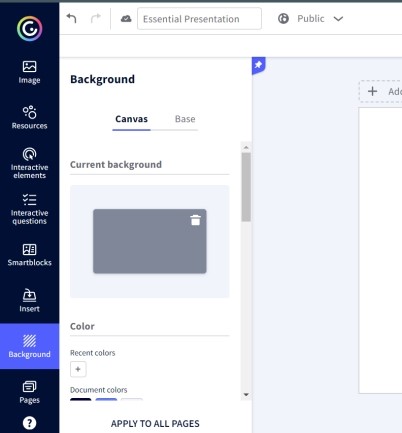 Essential Presentation
Public
Image
Resources
Interactive
elements
Interactive
questions
Smartblocks
Insert
Background
Pages
?
Background
Canvas
Base
Current background
Color
Recent colors
+
Document colors
APPLY TO ALL PAGES
+